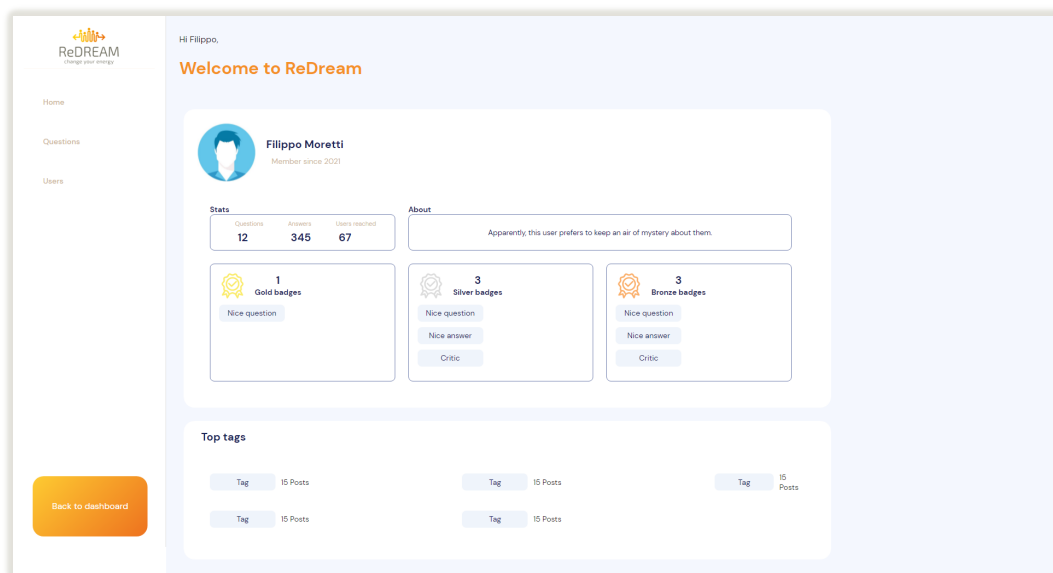 ReDREAM
change your energy
Home
Questions
Users
Back to dashboard
Hi Filippo,
Welcome to ReDream
Filippo Moretti
Member since 2021
Stats
Questions Answers Users reached
12 345 67
About
Apparently, this user prefers to keep an air of mystery about them.
1
Gold badges
Nice question
3
Silver badges
Nice question
Nice answer
Critic
3
Bronze badges
Nice question
Nice answer
Critic
Top tags
Tag 15 Posts
Tag 15 Posts
Tag 15
Posts
Tag 15 Posts
Tag 15 Posts